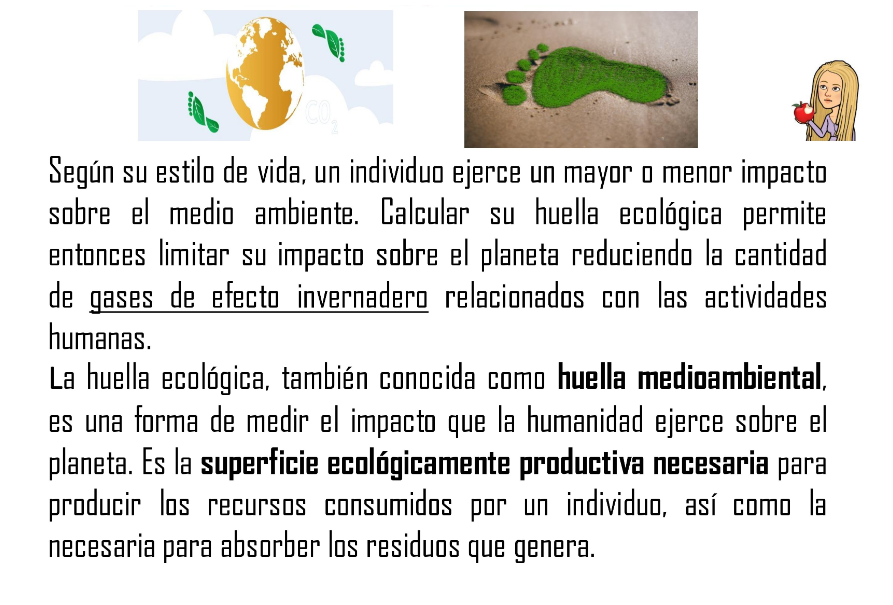 CO2
Según su estilo de vida, un individuo ejerce un mayor o menor impacto
sobre el medio ambiente. Calcular su huella ecológica permite
entonces limitar su impacto sobre el planeta reduciendo la cantidad
de gases de efecto invernadero relacionados con las actividades
humanas.
La huella ecológica, también conocida como huella medioambiental,
es una forma de medir el impacto que la humanidad ejerce sobre el
planeta. Es la superficie ecológicamente productiva necesaria para
producir los recursos consumidos por un individuo, así como la
necesaria para absorber los residuos que genera.